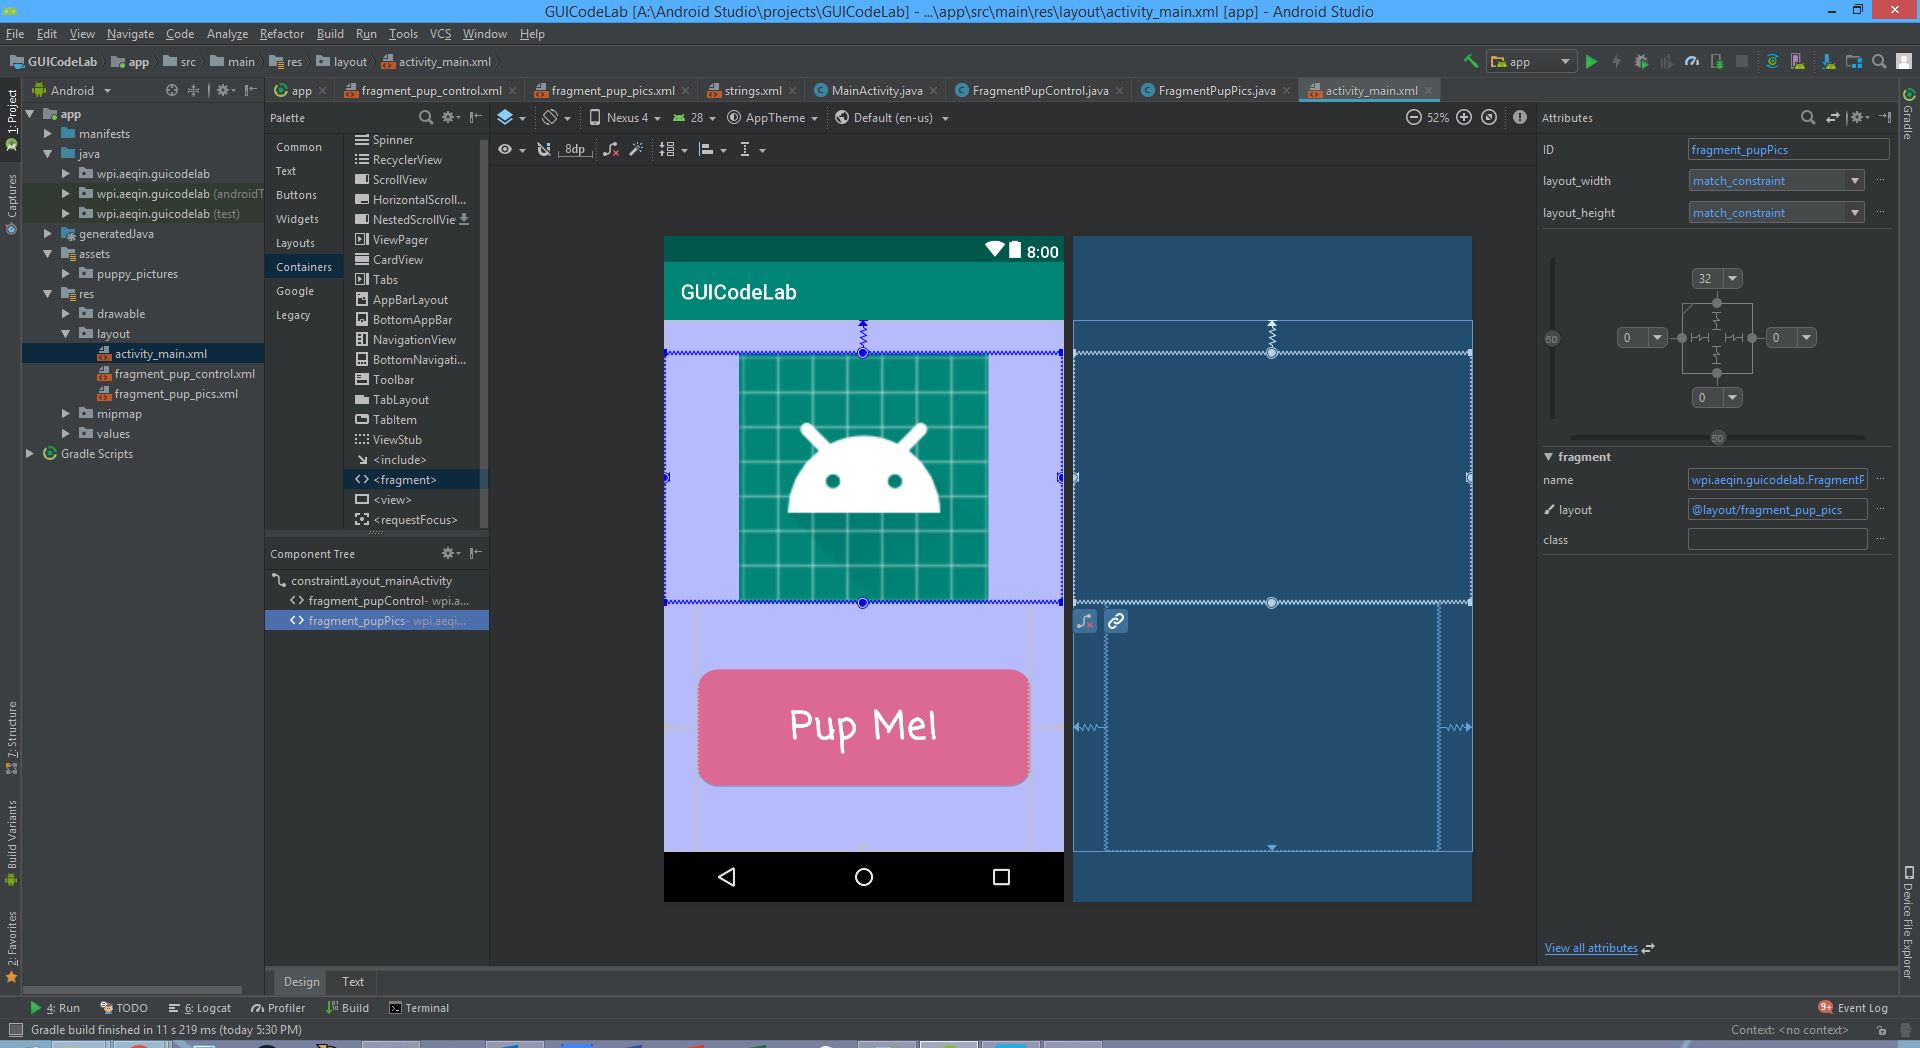 GUICodeLab [A:\Android Studio\projects\GUICodeLab] - ...\app\src\main\res\layout\activity_main.xml [app] - Android Studio
File Edit View Navigate Code Analyze Refactor Build Run Tools VCS Window Help
GUICodeLab app src main res layout activity_main.xml
app
1: Project
Captures
7: Structure
Build Variants
2: Favorites
Android
app
manifests
java
wpi.aeqin.guicodelab
wpi.aeqin.guicodelab (androidT
wpi.aeqin.guicodelab (test)
generatedJava
assets
puppy_pictures
res
drawable
layout
activity_main.xml
fragment_pup_control.xml
fragment_pup_pics.xml
mipmap
values
Gradle Scripts
app fragment_pup_control.xml fragment_pup_pics.xml strings.xml MainActivity.java FragmentPupControl.java FragmentPupPics.java activity_main.xml
Palette
Common
Text
Buttons
Widgets
Layouts
Containers
Google
Legacy
Spinner
RecyclerView
ScrollView
HorizontalScroll...
NestedScrollVie
ViewPager
CardView
Tabs
AppBarLayout
BottomAppBar
NavigationView
BottomNavigati...
Toolbar
TabLayout
TabItem
ViewStub
<include>
<fragment>
<view>
<requestFocus>
Component Tree
constraintLayout_mainActivity
fragment_pupControl- wpi.a...
fragment_pupPics- wpi.aeqi...
Nexus 4 28 AppTheme Default (en-us) 52%
8dp
8:00
GUICodeLab
Pup Me!
Attributes
ID fragment_pupPics
layout_width match_constraint
layout_height match_constraint
32
50
0 0
0
50
fragment
name wpi.aeqin.guicodelab.FragmentP
layout @layout/fragment_pup_pics
class
View all attributes
Gradle
Device File Explorer
Design Text
4: Run TODO 6: Logcat Profiler Build Terminal
9+ Event Log
Gradle build finished in 11 s 219 ms (today 5:30 PM)
Context: <no context>